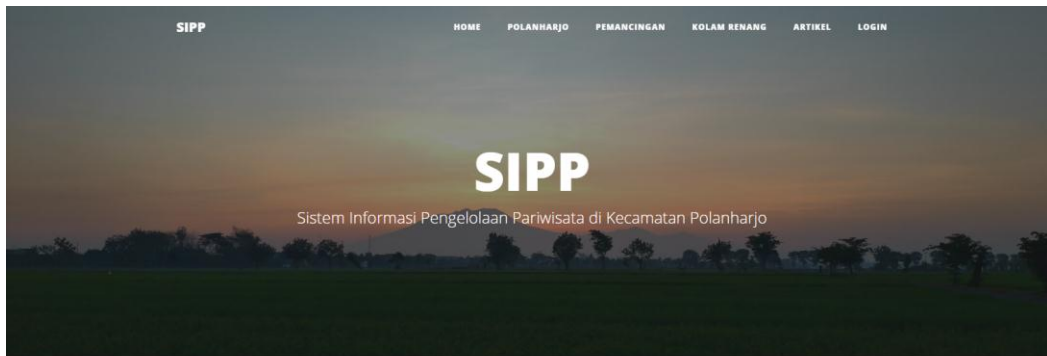 SIPP
HOME POLANHARJO PEMANCINGAN KOLAM RENANG ARTIKEL LOGIN
SIPP
Sistem Informasi Pengelolaan Pariwisata di Kecamatan Polanharjo